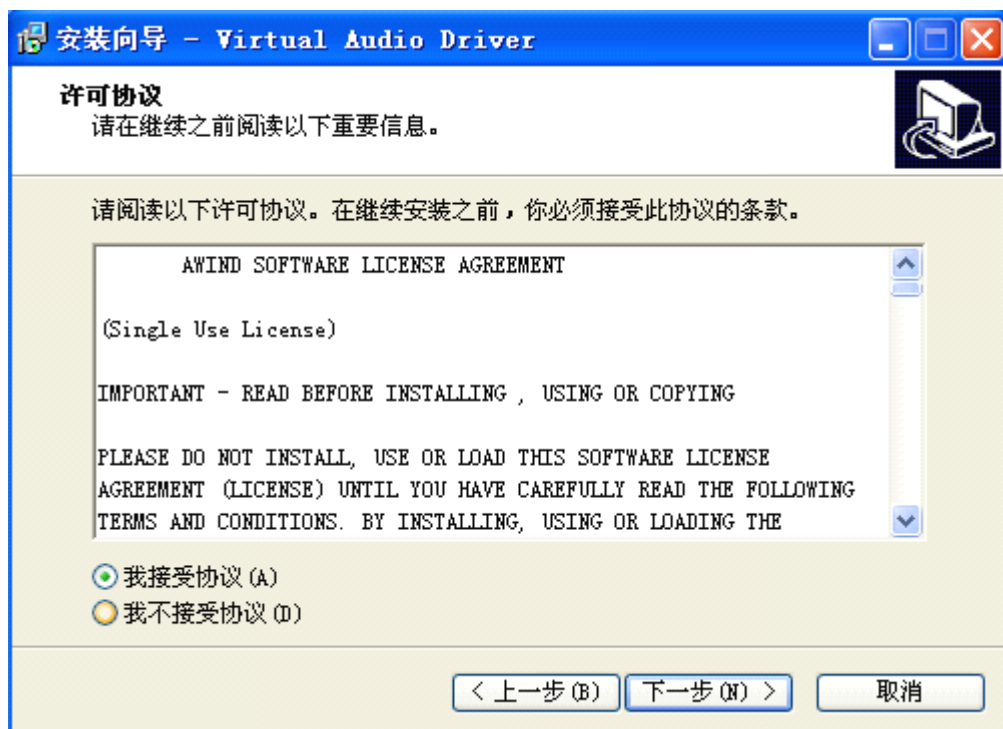 安装向导 - Virtual Audio Driver
许可协议
请在继续之前阅读以下重要信息。
请阅读以下许可协议。在继续安装之前，你必须接受此协议的条款。
AWIND SOFTWARE LICENSE AGREEMENT
(Single Use License)
IMPORTANT - READ BEFORE INSTALLING , USING OR COPYING
PLEASE DO NOT INSTALL, USE OR LOAD THIS SOFTWARE LICENSE
AGREEMENT (LICENSE) UNTIL YOU HAVE CAREFULLY READ THE FOLLOWING
TERMS AND CONDITIONS. BY INSTALLING, USING OR LOADING THE
我接受协议(A)
我不接受协议(D)
< 上一步(B) 下一步(N) > 取消